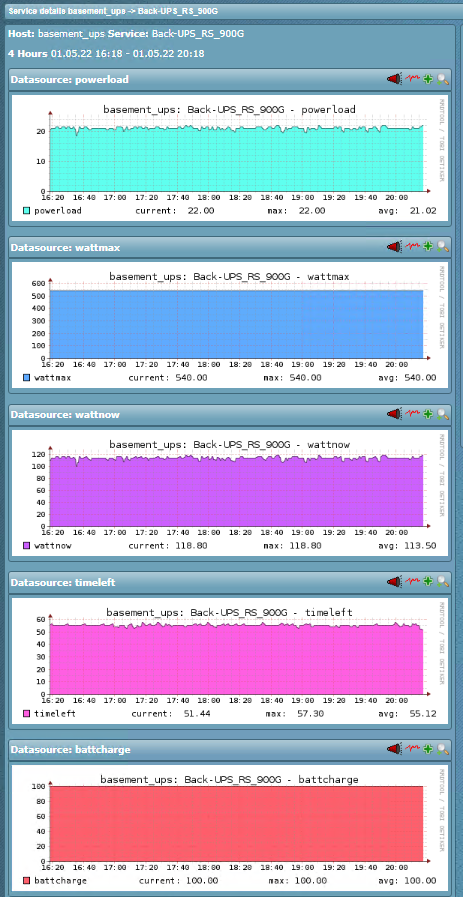 Service details basement_ups -> Back-UPS_RS_900G
Host: basement_ups Service: Back-UPS_RS_900G
4 Hours 01.05.22 16:18 - 01.05.22 20:18
Datasource: powerload
basement_ups: Back-UPS_RS_900G - powerload
RRDTOOL / TOBI OETIKER
20
10
0
16:20 16:40 17:00 17:20 17:40 18:00 18:20 18:40 19:00 19:20 19:40 20:00
powerload current: 22.00 max: 22.00 avg: 21.02
Datasource: wattmax
basement_ups: Back-UPS_RS_900G - wattmax
RRDTOOL / TOBI OETIKER
600
500
400
300
200
100
0
16:20 16:40 17:00 17:20 17:40 18:00 18:20 18:40 19:00 19:20 19:40 20:00
wattmax current: 540.00 max: 540.00 avg: 540.00
Datasource: wattnow
basement_ups: Back-UPS_RS_900G - wattnow
RRDTOOL / TOBI OETIKER
120
100
80
60
40
20
0
16:20 16:40 17:00 17:20 17:40 18:00 18:20 18:40 19:00 19:20 19:40 20:00
wattnow current: 118.80 max: 118.80 avg: 113.50
Datasource: timeleft
basement_ups: Back-UPS_RS_900G - timeleft
RRDTOOL / TOBI OETIKER
60
50
40
30
20
10
0
16:20 16:40 17:00 17:20 17:40 18:00 18:20 18:40 19:00 19:20 19:40 20:00
timeleft current: 51.44 max: 57.30 avg: 55.12
Datasource: battcharge
basement_ups: Back-UPS_RS_900G - battcharge
RRDTOOL / TOBI OETIKER
100
80
60
40
20
0
16:20 16:40 17:00 17:20 17:40 18:00 18:20 18:40 19:00 19:20 19:40 20:00
battcharge current: 100.00 max: 100.00 avg: 100.00